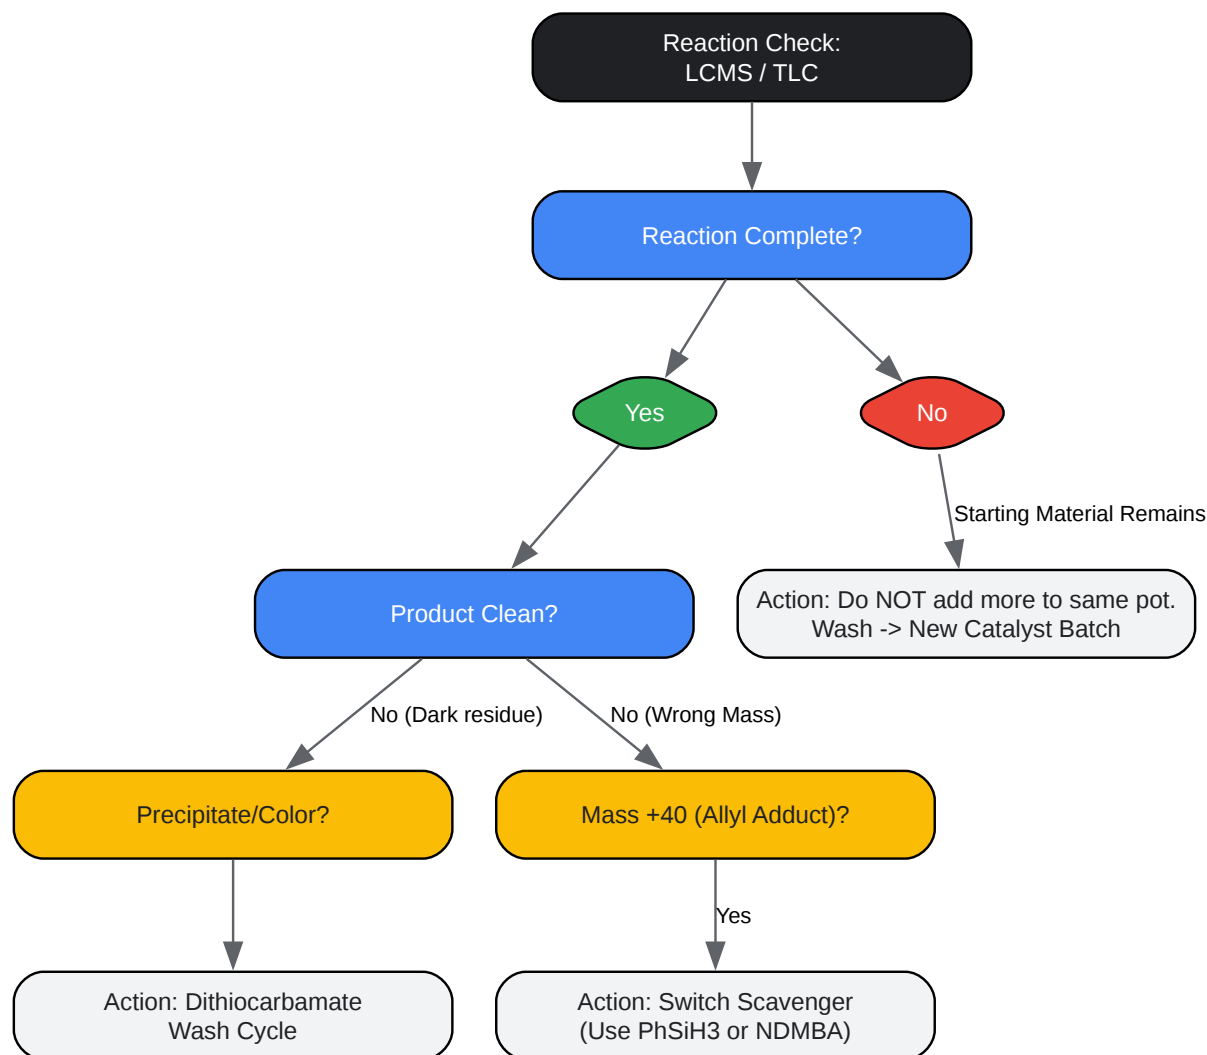 Reaction Check:
LCMS / TLC
Reaction Complete?
Yes
No
Starting Material Remains
Product Clean?
Action: Do NOT add more to same pot.
Wash -> New Catalyst Batch
No (Dark residue)
No (Wrong Mass)
Precipitate/Color?
Mass +40 (Allyl Adduct)?
Yes
Action: Dithiocarbamate
Wash Cycle
Action: Switch Scavenger
(Use PhSiH3 or NDMBA)